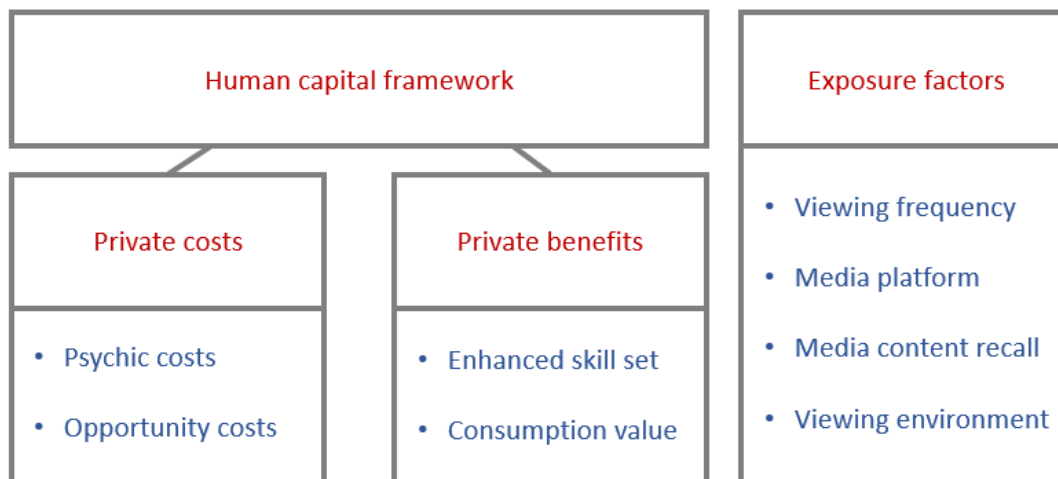 Human capital framework
Exposure factors
Private costs
Private benefits
• Psychic costs
• Opportunity costs
• Enhanced skill set
• Consumption value
• Viewing frequency
• Media platform
• Media content recall
• Viewing environment